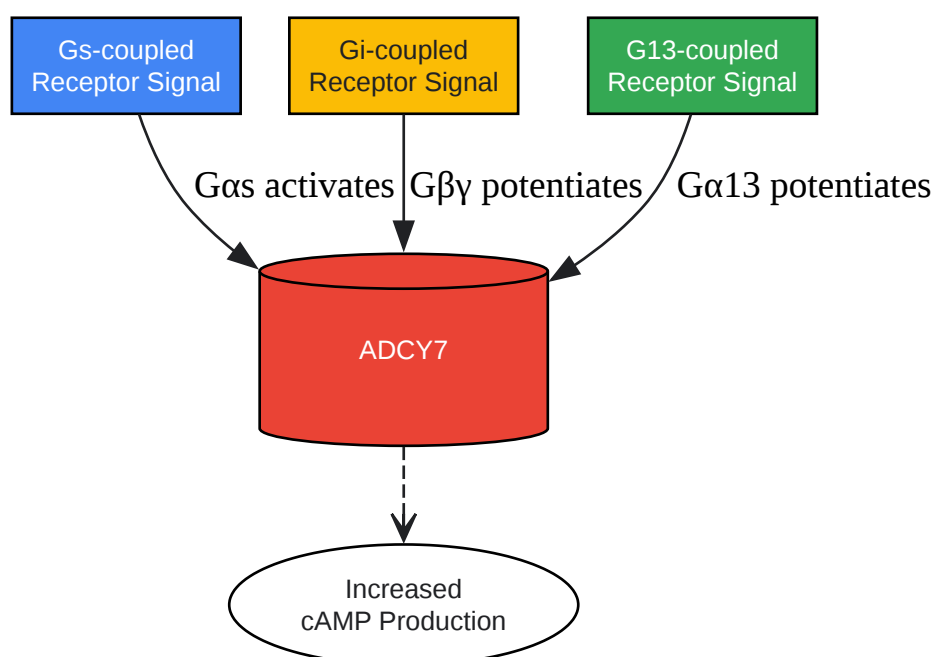 Gs-coupled
Receptor Signal
Gi-coupled
Receptor Signal
G13-coupled
Receptor Signal
Gαs activates
Gβγ potentiates
Gα13 potentiates
ADCY7
Increased
cAMP Production